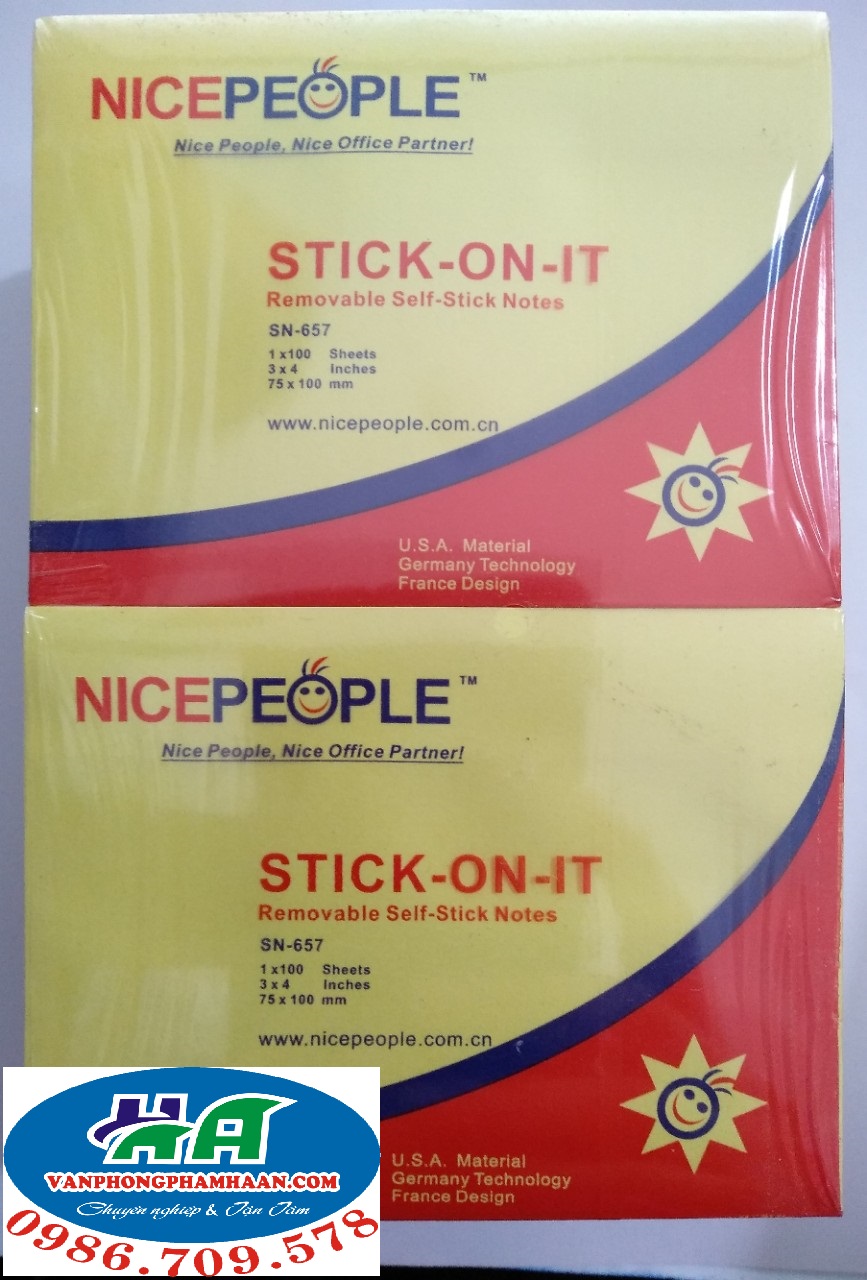 NICEPEOPLE™
Nice People, Nice Office Partner!
STICK-ON-IT
Removable Self-Stick Notes
SN-657
1 x100 Sheets
3 x 4 Inches
75 x 100 mm
www.nicepeople.com.cn
U.S.A. Material
Germany Technology
France Design
NICEPEOPLE™
Nice People, Nice Office Partner!
STICK-ON-IT
Removable Self-Stick Notes
SN-657
1 x100 Sheets
3 x 4 Inches
75 x 100 mm
www.nicepeople.com.cn
U.S.A. Material
Germany Technology
France Design
HA
VANPHONGPHAMHAAN.COM
Chuyên nghiệp & Tận Tâm
0986.709.578